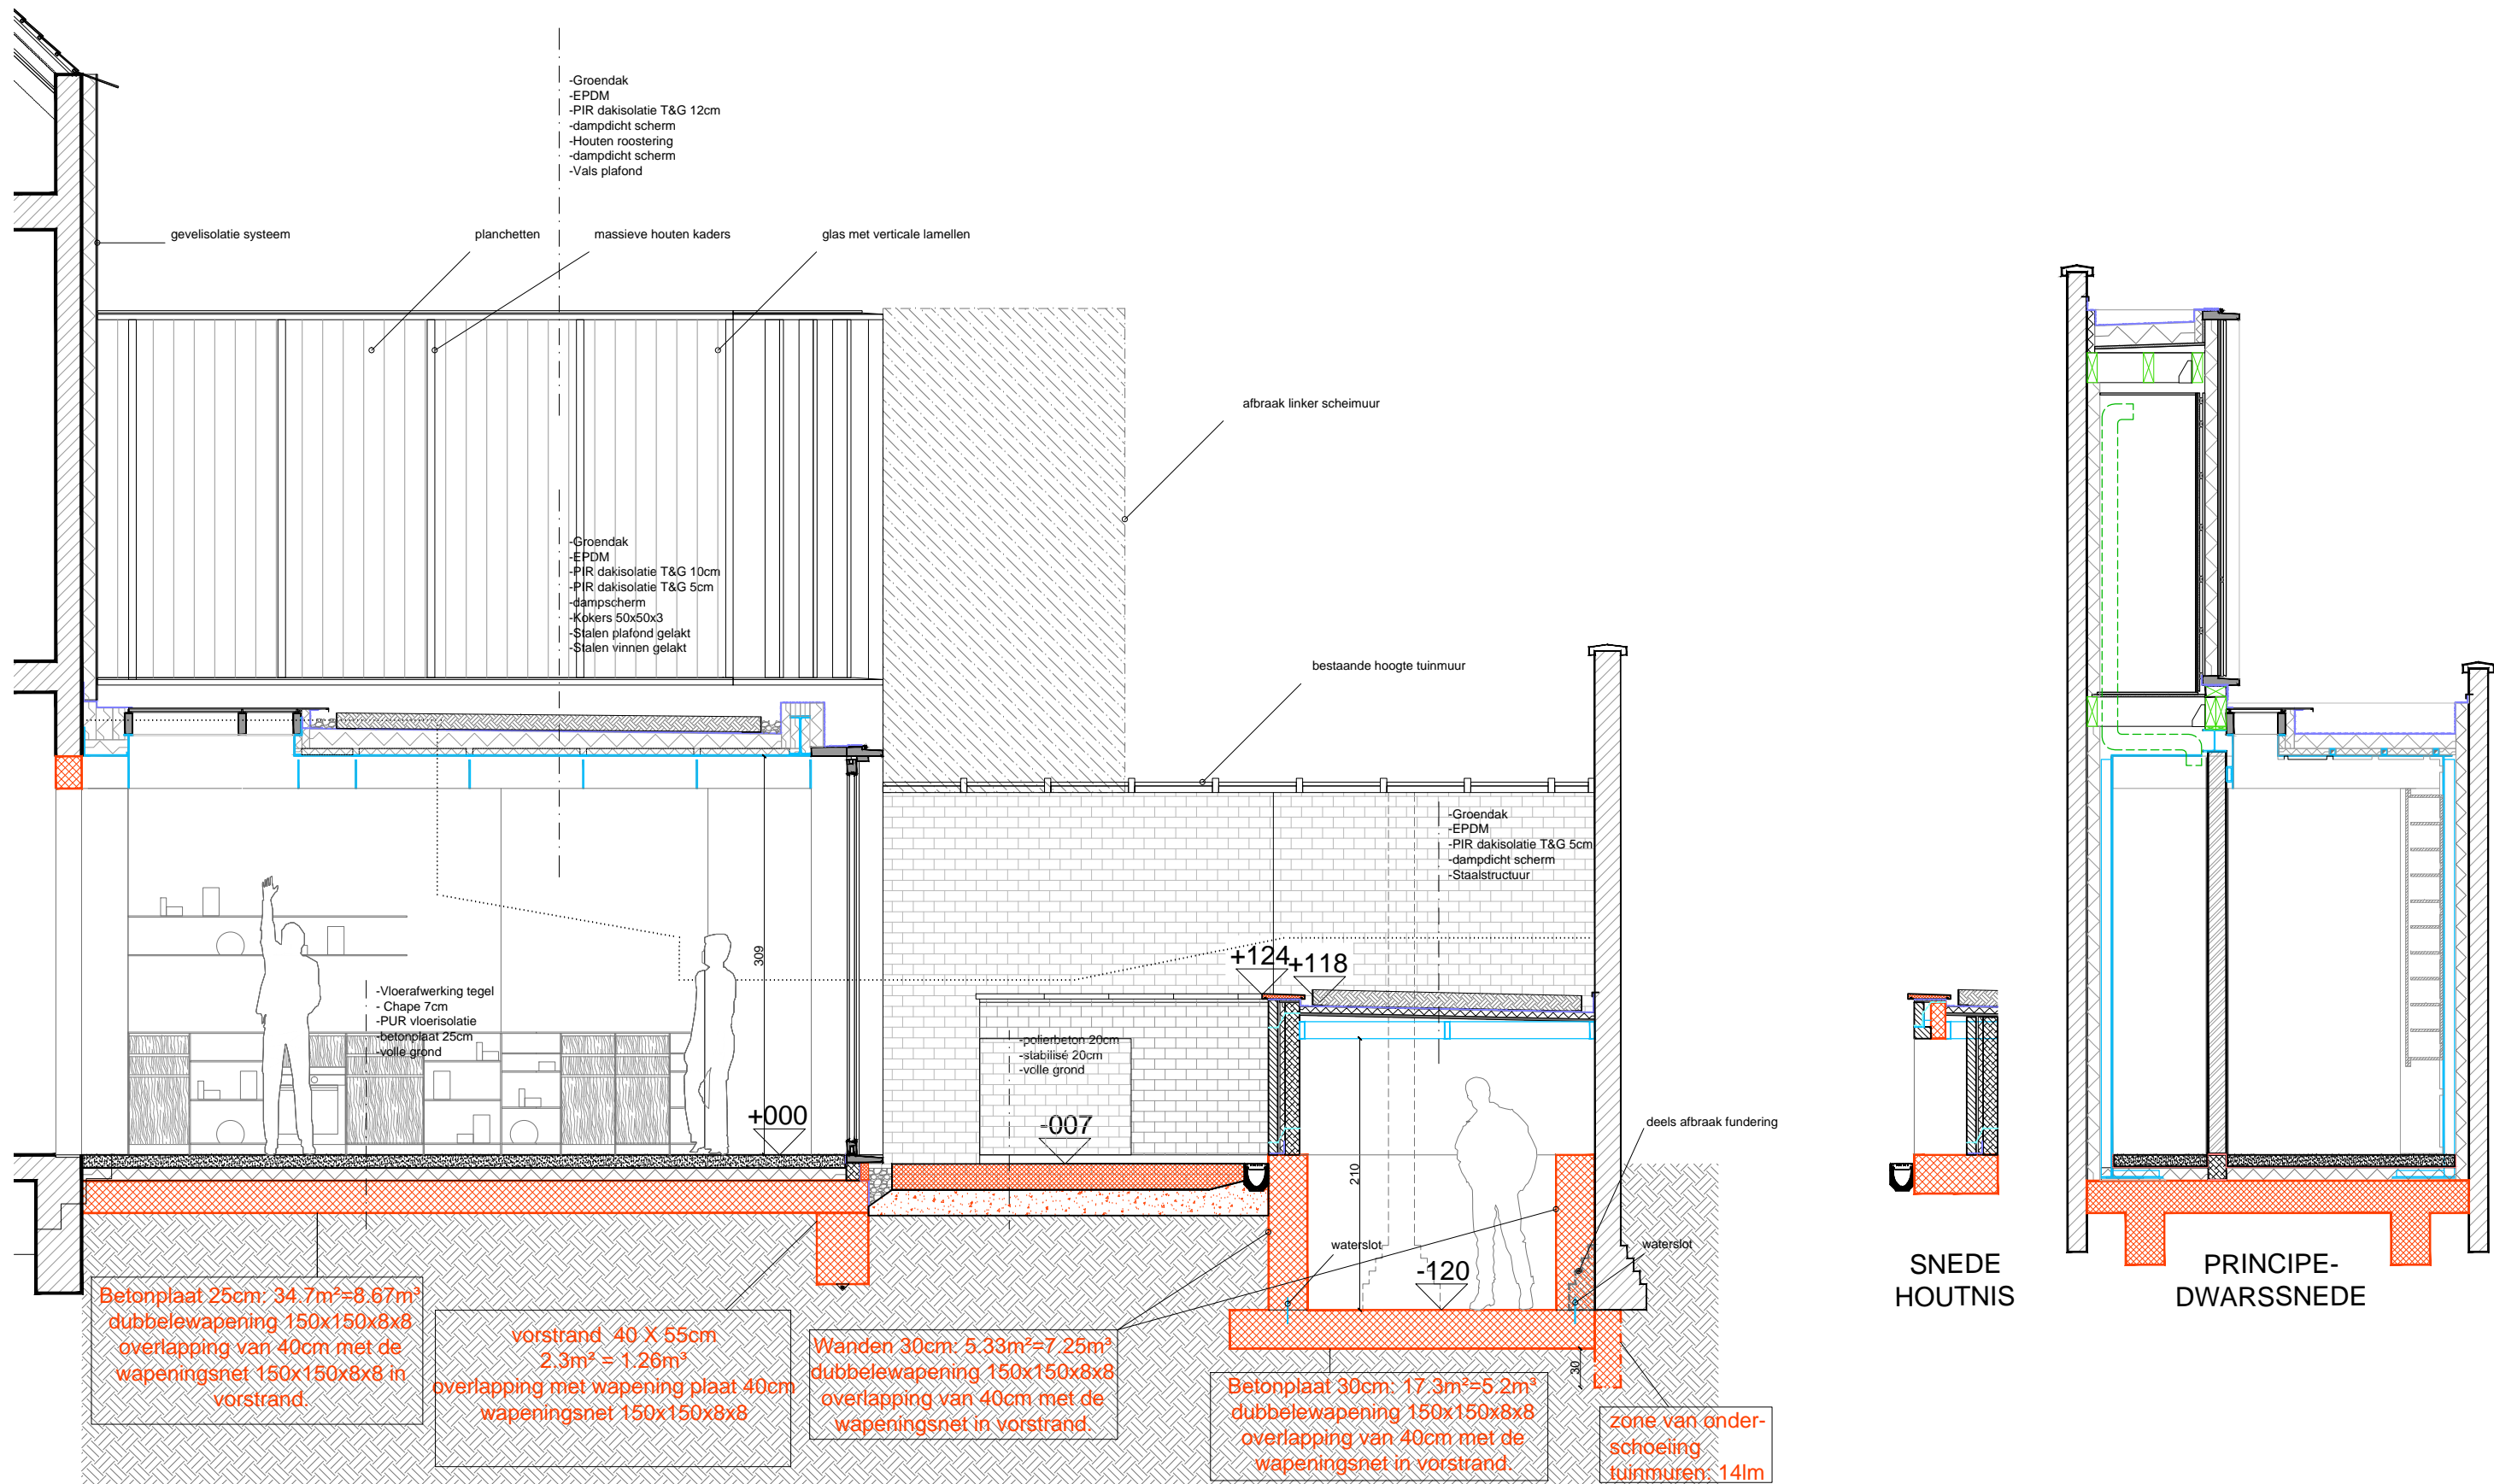 -Groendak
-EPDM
-PIR dakisolatie T&G 12cm
-dampdicht scherm
-Houten roostering
-dampdicht scherm
-Vals plafond
gevelisolatie systeem
planchetten
massieve houten kaders
glas met verticale lamellen
afbraak linker scheimuur
-Groendak
-EPDM
-PIR dakisolatie T&G 10cm
-PIR dakisolatie T&G 5cm
-dampscherm
-Kokers 50x50x3
-Stalen plafond gelakt
-Stalen vinnen gelakt
bestaande hoogte tuinmuur
-Groendak
-EPDM
-PIR dakisolatie T&G 5cm
-dampdicht scherm
-Staalstructuur
309
+124
+118
-Vloerafwerking tegel
- Chape 7cm
-PUR vloerisolatie
-betonplaat 25cm
-volle grond
-polierbeton 20cm
-stabilisé 20cm
-volle grond
+000
-007
210
deels afbraak fundering
waterslot
waterslot
-120
30
Betonplaat 25cm: 34.7m²=8.67m³
dubbelewapening 150x150x8x8
overlapping van 40cm met de
wapeningsnet 150x150x8x8 in
vorstrand.
vorstrand 40 X 55cm
2.3m² = 1.26m³
overlapping met wapening plaat 40cm
wapeningsnet 150x150x8x8
Wanden 30cm: 5.33m²=7.25m³
dubbelewapening 150x150x8x8
overlapping van 40cm met de
wapeningsnet in vorstrand.
Betonplaat 30cm: 17.3m²=5.2m³
dubbelewapening 150x150x8x8
overlapping van 40cm met de
wapeningsnet in vorstrand.
zone van onder-
schoeiing
tuinmuren: 14lm
SNEDE
HOUTNIS
PRINCIPE-
DWARSSNEDE